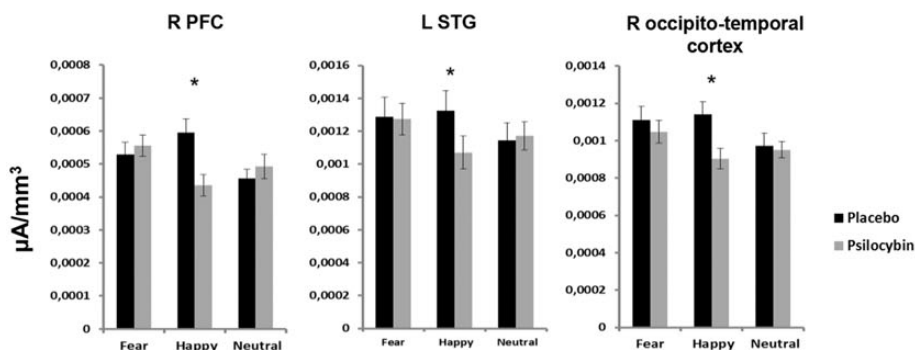 R PFC
L STG
R occipito-temporal
cortex
µA/mm³
0,0008
0,0007
0,0006
0,0005
0,0004
0,0003
0,0002
0,0001
0
*
Fear Happy Neutral
0,0016
0,0014
0,0012
0,001
0,0008
0,0006
0,0004
0,0002
0
*
Fear Happy Neutral
0,0014
0,0012
0,001
0,0008
0,0006
0,0004
0,0002
0
*
Fear Happy Neutral
Placebo
Psilocybin